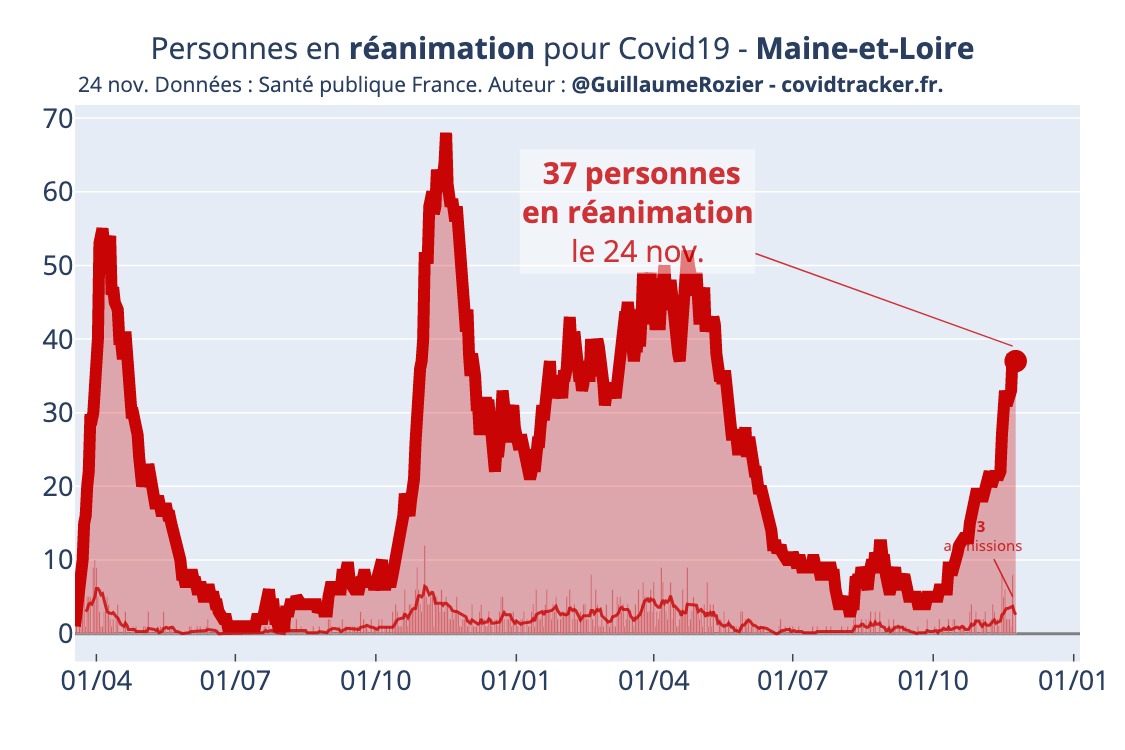 Personnes en réanimation pour Covid19 - Maine-et-Loire
24 nov. Données : Santé publique France. Auteur : @GuillaumeRozier - covidtracker.fr.
70
60
50
40
30
20
10
0
37 personnes
en réanimation
le 24 nov.
3
admissions
01/04
01/07
01/10
01/01
01/04
01/07
01/10
01/01